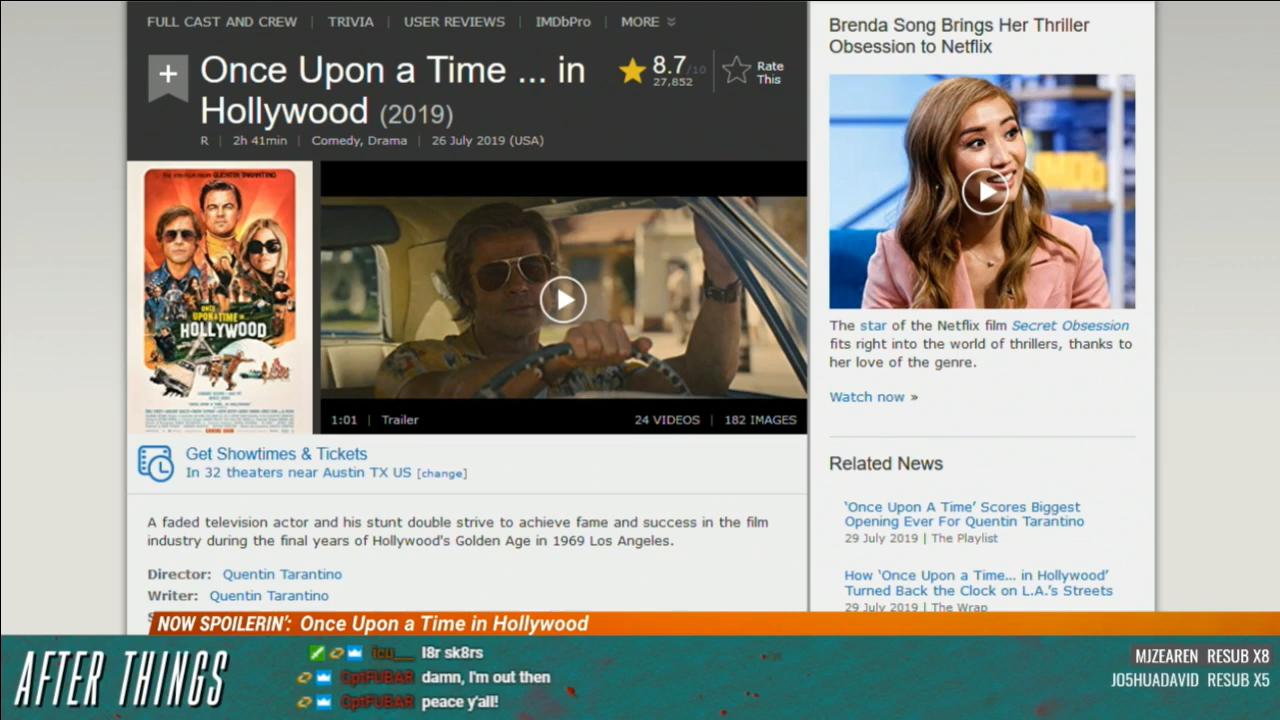 FULL CAST AND CREW | TRIVIA | USER REVIEWS | IMDbPro | MORE
Once Upon a Time ... in
Hollywood (2019)
8.7/10
27,852
Rate
This
R | 2h 41min | Comedy, Drama | 26 July 2019 (USA)
QUENTIN TARANTINO
ONCE
UPON A TIME IN
HOLLYWOOD
1:01 | Trailer
24 VIDEOS | 182 IMAGES
Get Showtimes & Tickets
In 32 theaters near Austin TX US [change]
A faded television actor and his stunt double strive to achieve fame and success in the film
industry during the final years of Hollywood's Golden Age in 1969 Los Angeles.
Director: Quentin Tarantino
Writer: Quentin Tarantino
Brenda Song Brings Her Thriller
Obsession to Netflix
The star of the Netflix film Secret Obsession
fits right into the world of thrillers, thanks to
her love of the genre.
Watch now »
Related News
‘Once Upon A Time’ Scores Biggest
Opening Ever For Quentin Tarantino
29 July 2019 | The Playlist
How ‘Once Upon a Time... in Hollywood’
Turned Back the Clock on L.A.’s Streets
29 July 2019 | The Wrap
NOW SPOILERIN': Once Upon a Time in Hollywood
AFTER THINGS
icu__ l8r sk8rs
CptFUBAR damn, I'm out then
CptFUBAR peace y'all!
MJZEAREN RESUB X8
JO5HUADAVID RESUB X5